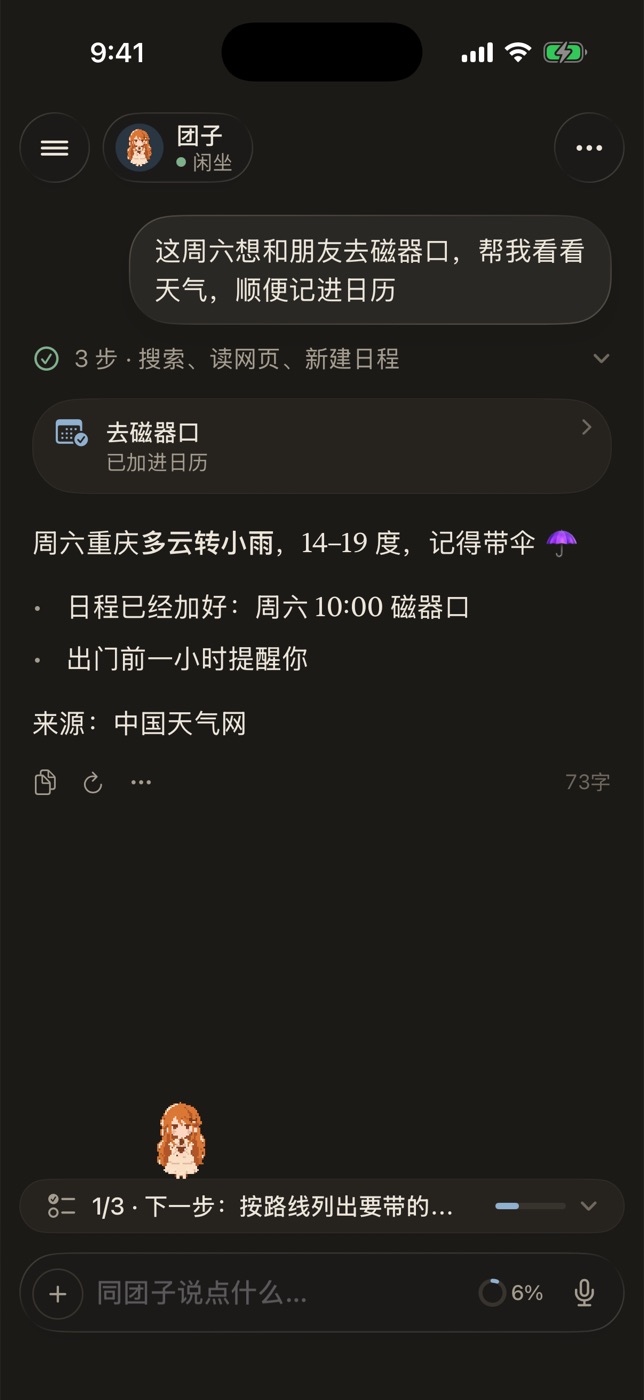 9:41
团子
闲坐
这周六想和朋友去磁器口，帮我看看
天气，顺便记进日历
3 步 · 搜索、读网页、新建日程
去磁器口
已加进日历
周六重庆多云转小雨，14–19 度，记得带伞 ☂️
• 日程已经加好：周六 10:00 磁器口
• 出门前一小时提醒你
来源：中国天气网
73字
1/3 · 下一步：按路线列出要带的…
同团子说点什么…
6%